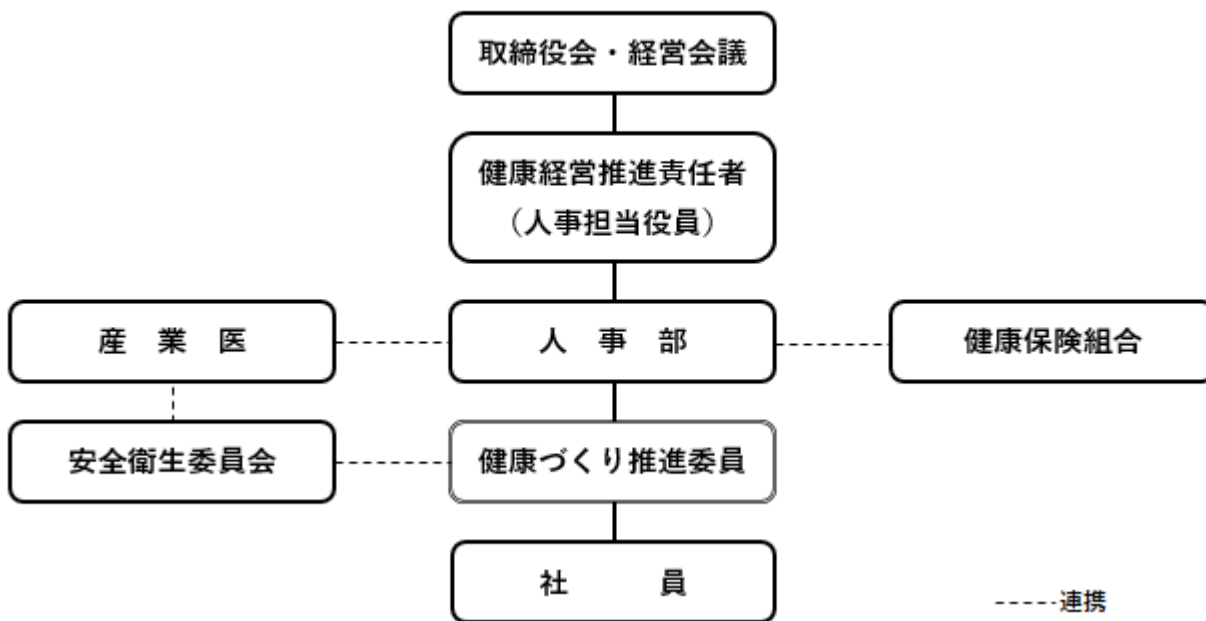 取締役会・経営会議
健康経営推進責任者
（人事担当役員）
産　業　医
人　事　部
健康保険組合
安全衛生委員会
健康づくり推進委員
社　　　員
-----連携